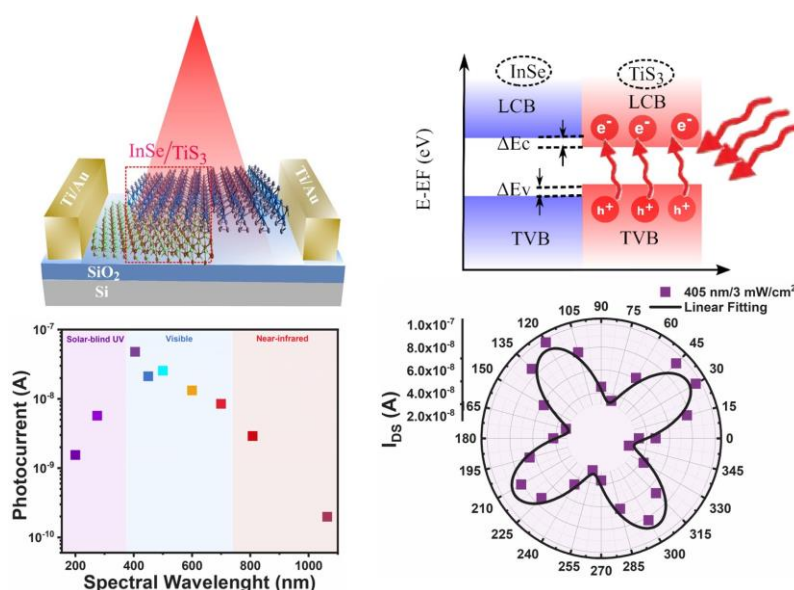 InSe/TiS₃
Ti/Au
Ti/Au
SiO₂
Si
InSe
TiS₃
LCB
LCB
e⁻
e⁻
e⁻
ΔEc
ΔEv
E-EF (eV)
h⁺
h⁺
h⁺
TVB
TVB
Solar-blind UV
Visible
Near-infrared
10⁻⁷
10⁻⁸
10⁻⁹
10⁻¹⁰
Photocurrent (A)
200
400
600
800
1000
Spectral Wavelenght (nm)
405 nm/3 mW/cm²
Linear Fitting
1.0x10⁻⁷
8.0x10⁻⁸
6.0x10⁻⁸
4.0x10⁻⁸
2.0x10⁻⁸
I_DS (A)
0
15
30
45
60
75
90
105
120
135
150
165
180
195
210
225
240
255
270
285
300
315
330
345